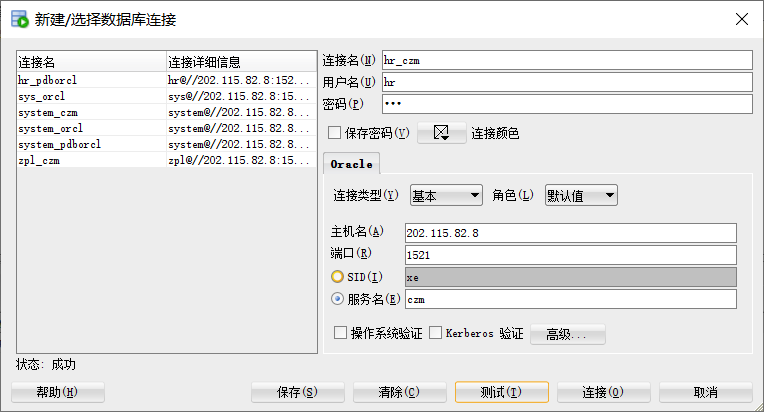 新建/选择数据库连接
连接名 连接详细信息
hr_pdborcl hr@//202.115.82.8:152...
sys_orcl sys@//202.115.82.8:1...
system_czm system@//202.115.82.8...
system_orcl system@//202.115.82.8...
system_pdborcl system@//202.115.82.8...
zpl_czm zpl@//202.115.82.8:15...
连接名(N) hr_czm
用户名(U) hr
密码(P) •••
保存密码(V) 连接颜色
Oracle
连接类型(Y) 基本 角色(L) 默认值
主机名(A) 202.115.82.8
端口(R) 1521
SID(I) xe
服务名(E) czm
操作系统验证 Kerberos 验证 高级...
状态: 成功
帮助(H) 保存(S) 清除(C) 测试(T) 连接(O) 取消